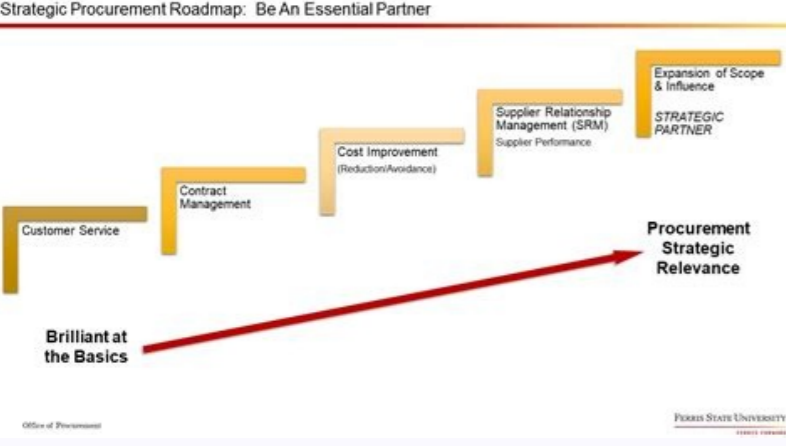 Strategic Procurement Roadmap: Be An Essential Partner
Expansion of Scope
& Influence
STRATEGIC
PARTNER
Supplier Relationship
Management (SRM)
Supplier Performance
Cost Improvement
(Reduction/Avoidance)
Contract
Management
Customer Service
Procurement
Strategic
Relevance
Brilliant at
the Basics
Office of Procurement
FERRIS STATE UNIVERSITY